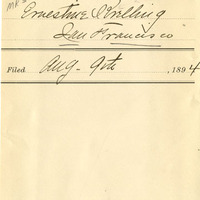 Mrs
Ernestine Kreling
San Francisco
Filed Aug. 9th, 1894